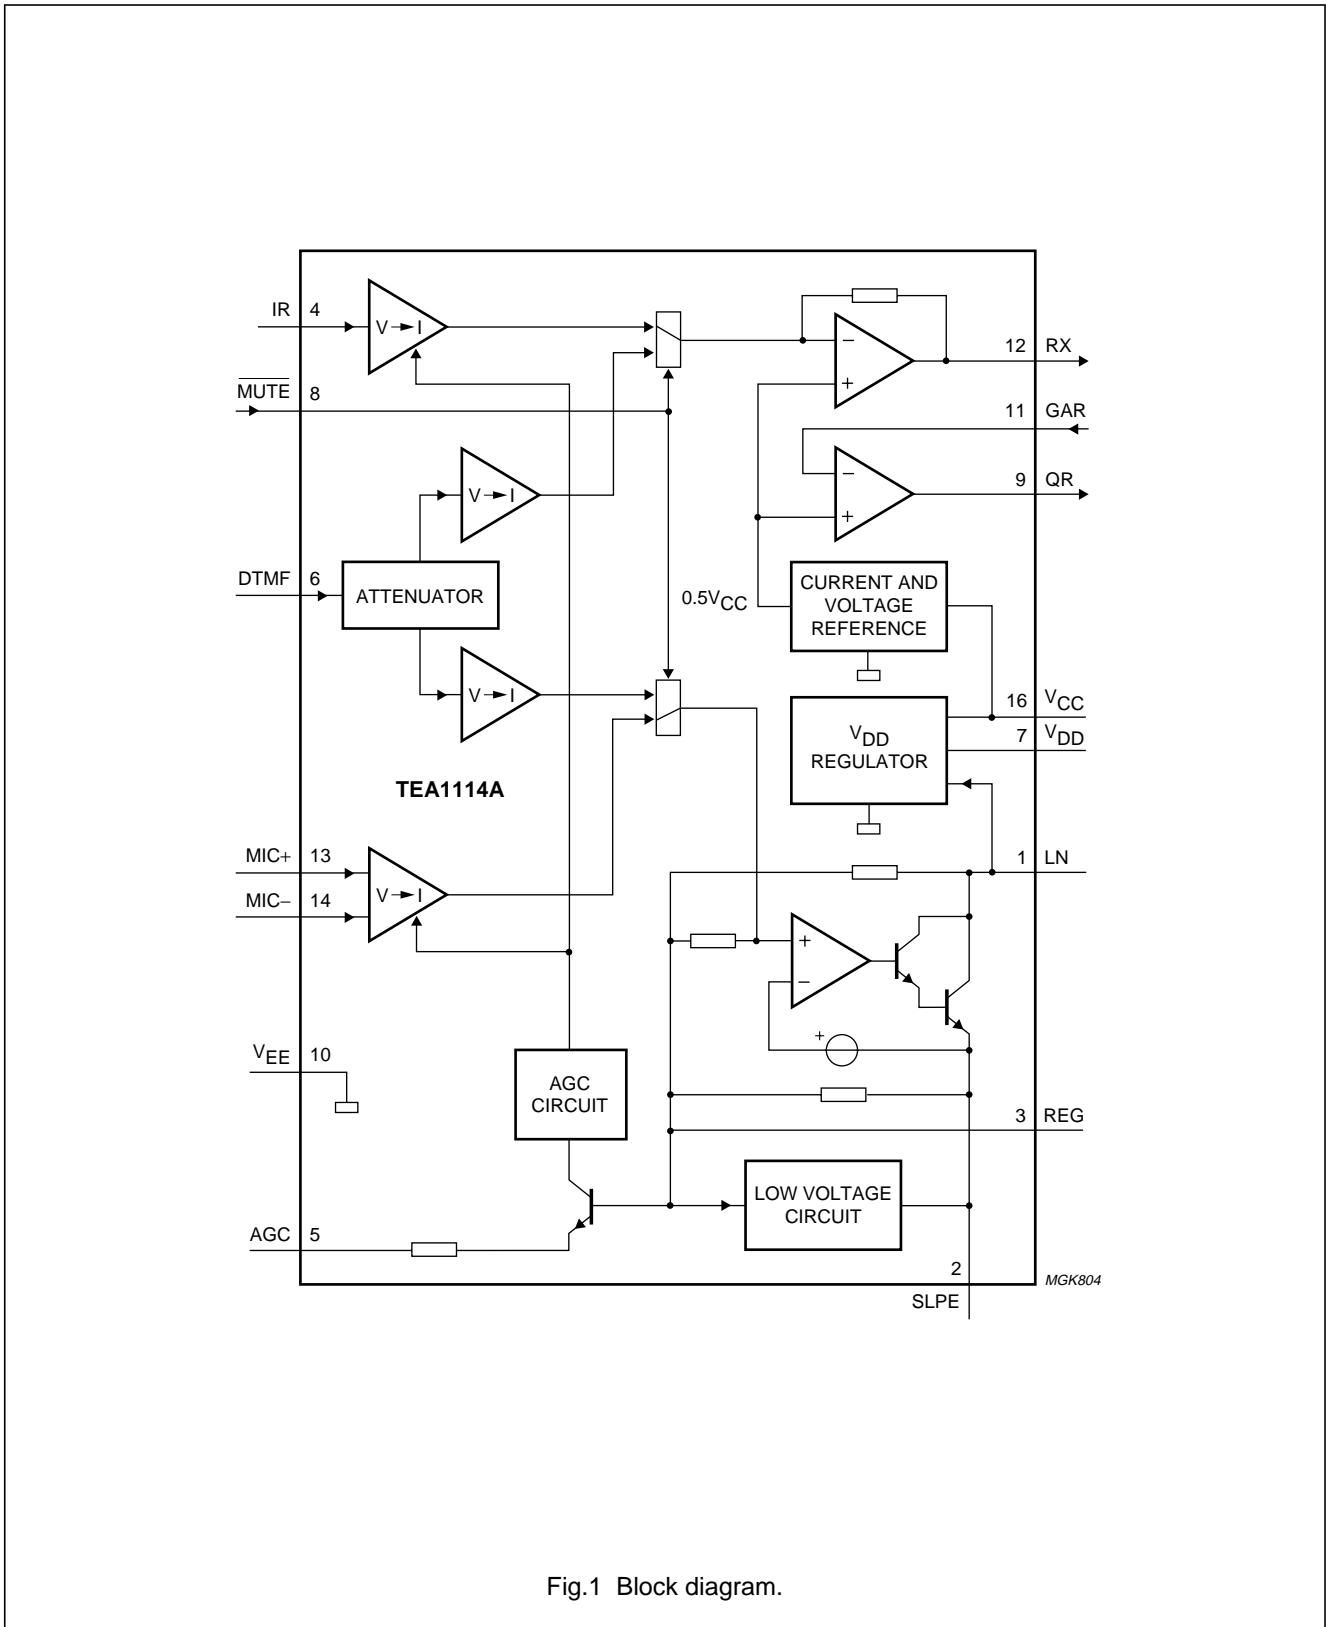 IR 4
MUTE 8
V I
V I
DTMF 6
ATTENUATOR
V I
TEA1114A
MIC+ 13
MIC− 14
V I
VEE 10
AGC
CIRCUIT
AGC 5
−
+
12 RX
11 GAR
−
+
9 QR
0.5VCC
CURRENT AND
VOLTAGE
REFERENCE
16 VCC
7 VDD
VDD
REGULATOR
1 LN
+
−
+
3 REG
LOW VOLTAGE
CIRCUIT
2
SLPE
MGK804
Fig.1 Block diagram.